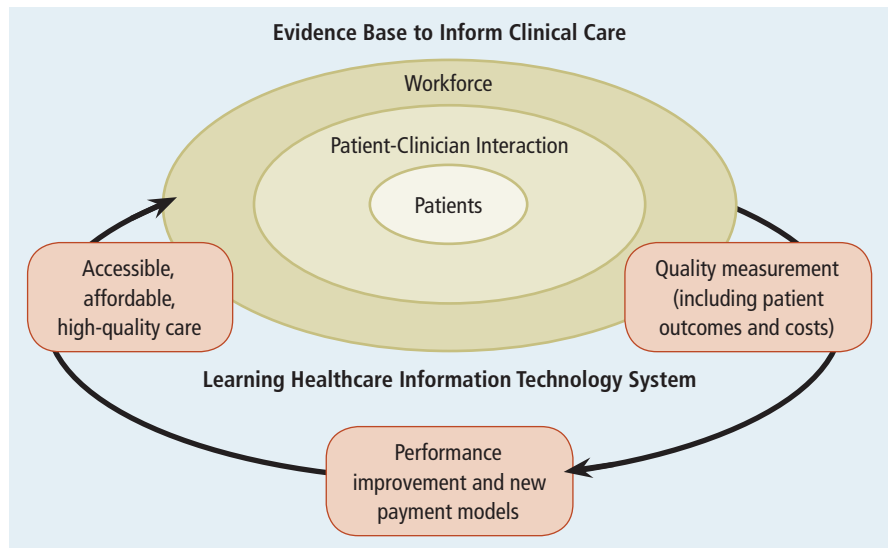 Evidence Base to Inform Clinical Care
Workforce
Patient-Clinician Interaction
Patients
Accessible,
affordable,
high-quality care
Quality measurement
(including patient
outcomes and costs)
Learning Healthcare Information Technology System
Performance
improvement and new
payment models